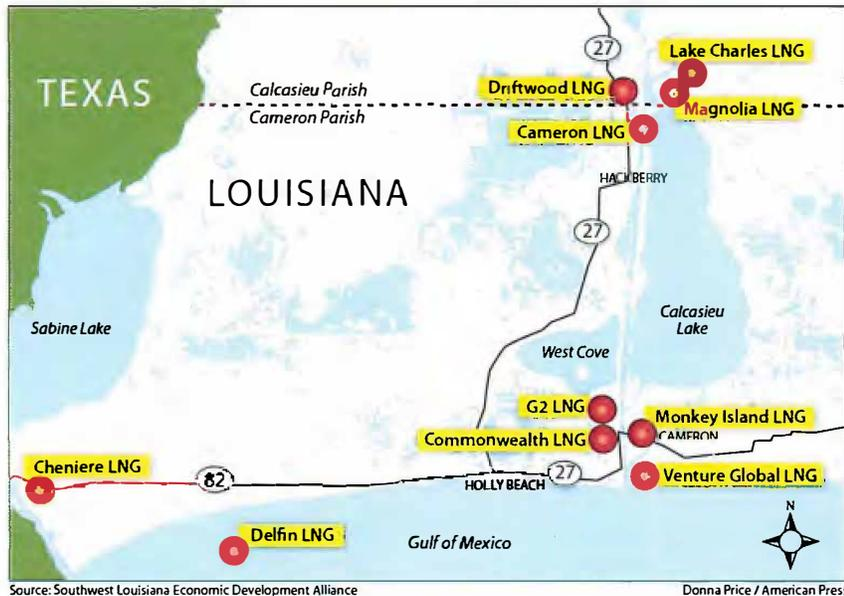 27
Lake Charles LNG
TEXAS
Calcasieu Parish
Driftwood LNG
Cameron Parish
Magnolia LNG
Cameron LNG
HACKBERRY
LOUISIANA
27
Sabine Lake
Calcasieu
Lake
West Cove
G2 LNG
Monkey Island LNG
Commonwealth LNG
CAMERON
Cheniere LNG
82
27
Venture Global LNG
HOLLY BEACH
Delfin LNG
Gulf of Mexico
N
Source: Southwest Louisiana Economic Development Alliance
Donna Price / American Press